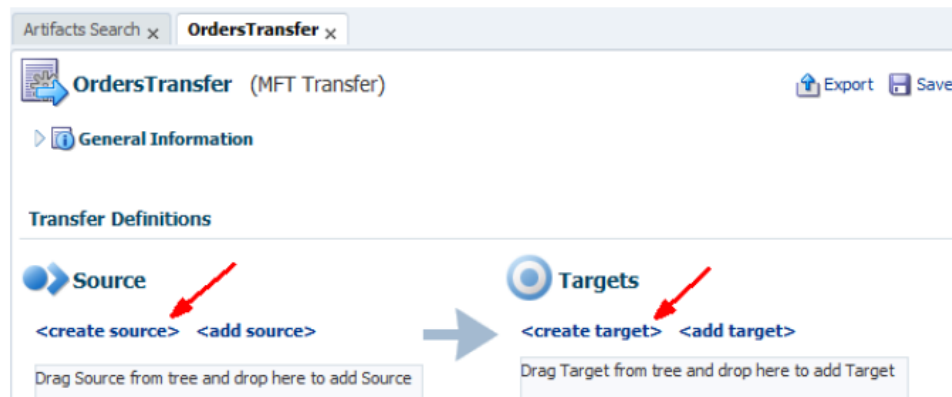 Artifacts Search x OrdersTransfer x
OrdersTransfer (MFT Transfer) Export Save
General Information
Transfer Definitions
Source Targets
<create source> <add source> <create target> <add target>
Drag Source from tree and drop here to add Source Drag Target from tree and drop here to add Target